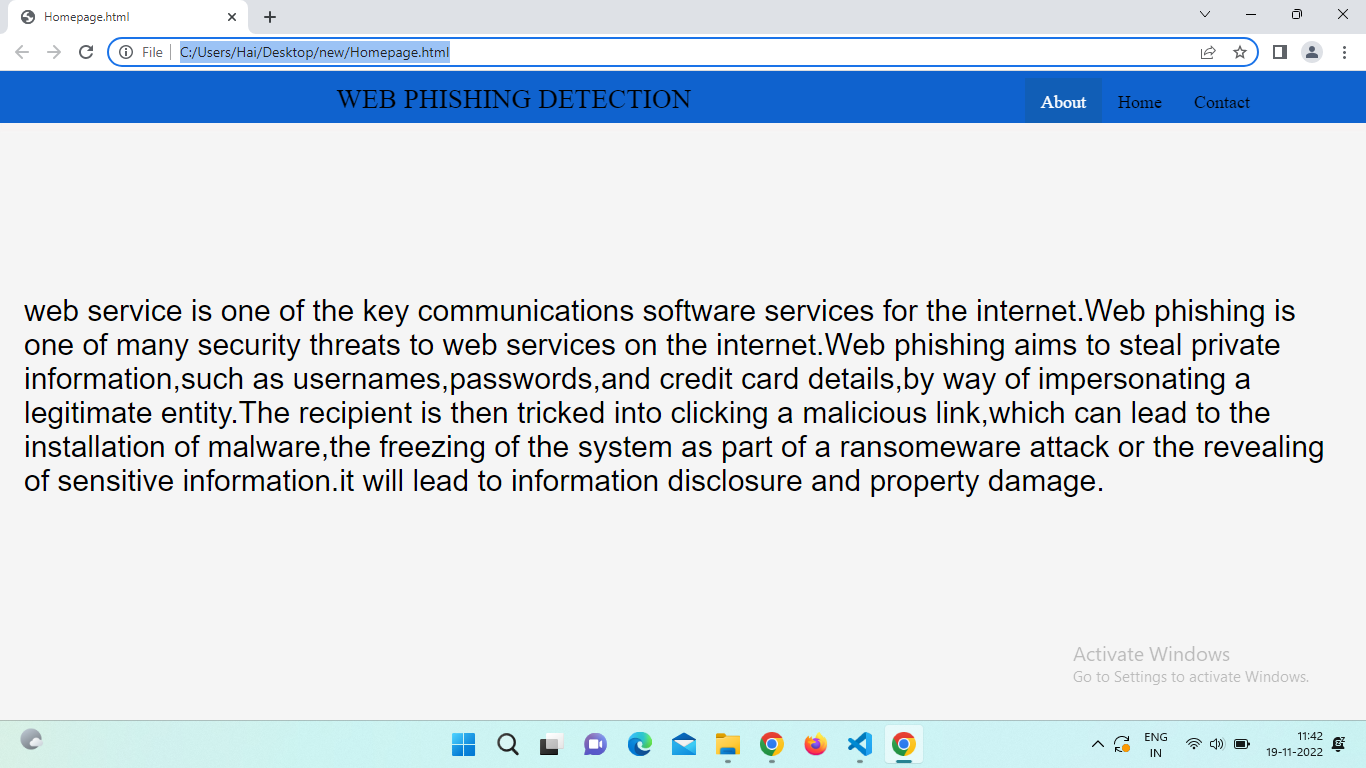 Homepage.html
File
C:/Users/Hai/Desktop/new/Homepage.html
WEB PHISHING DETECTION
About Home Contact
web service is one of the key communications software services for the internet.Web phishing is
one of many security threats to web services on the internet.Web phishing aims to steal private
information,such as usernames,passwords,and credit card details,by way of impersonating a
legitimate entity.The recipient is then tricked into clicking a malicious link,which can lead to the
installation of malware,the freezing of the system as part of a ransomeware attack or the revealing
of sensitive information.it will lead to information disclosure and property damage.
Activate Windows
Go to Settings to activate Windows.
ENG
IN
11:42
19-11-2022